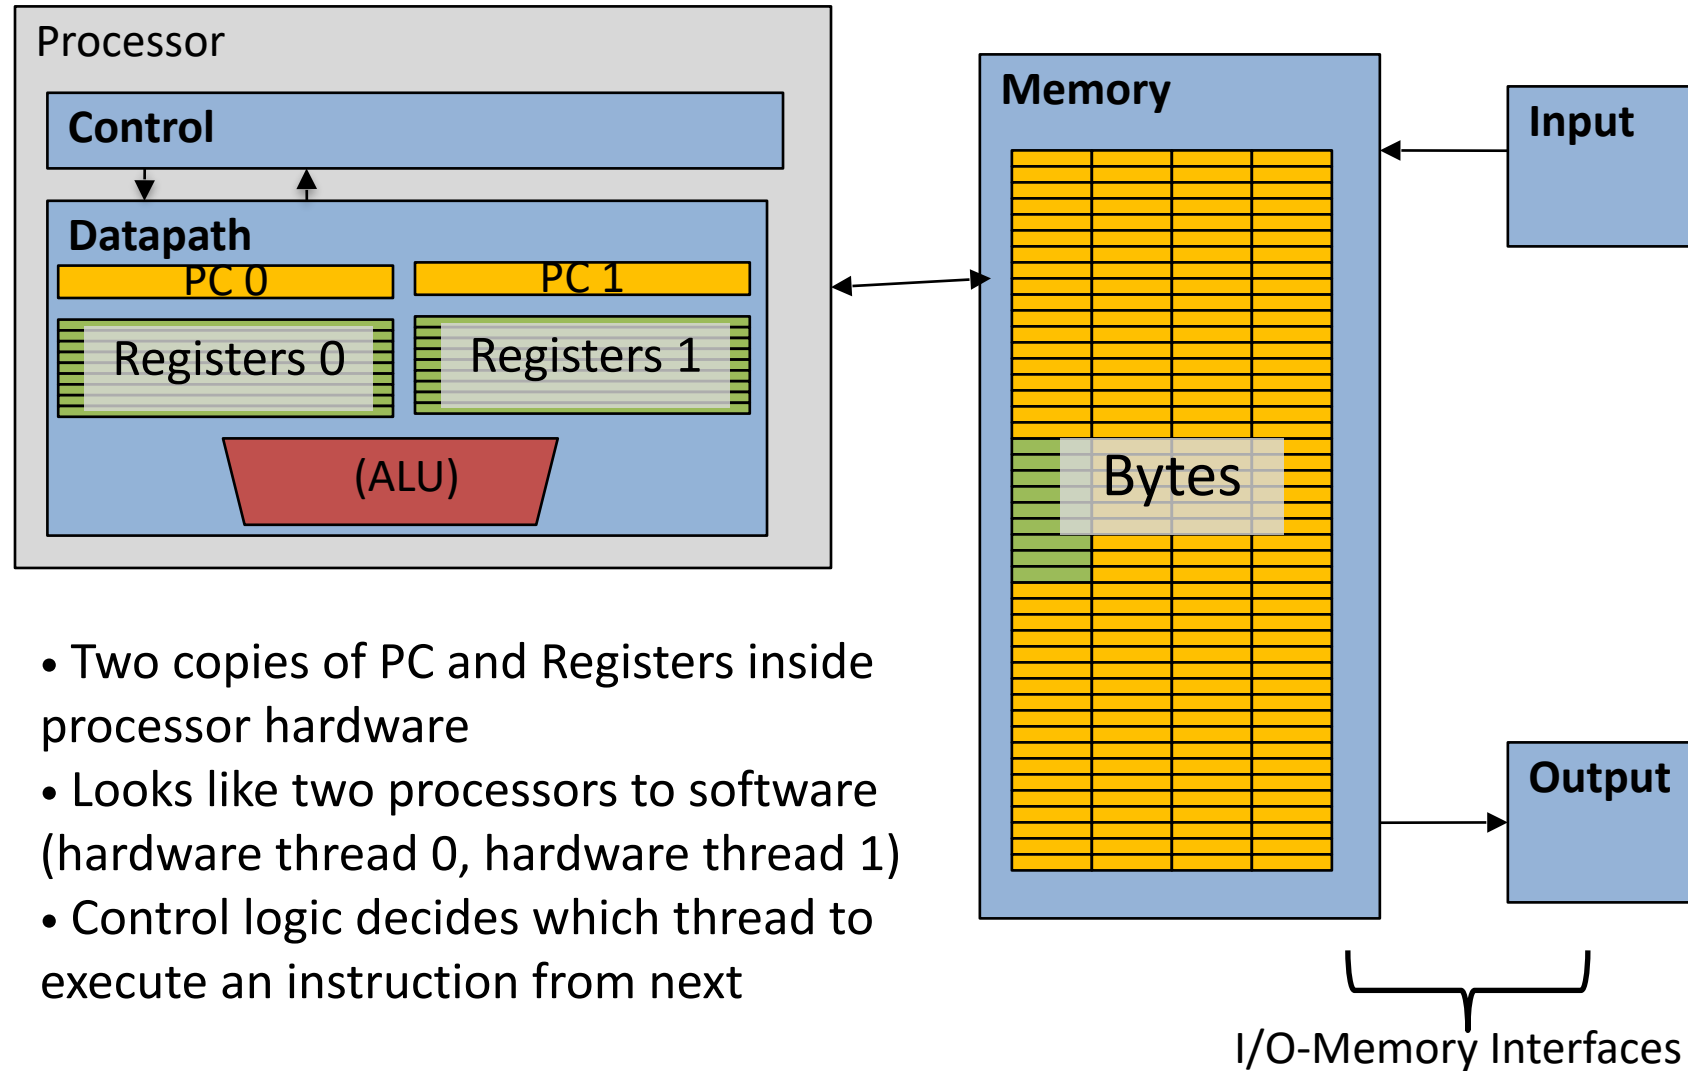 Processor
Control
Datapath
PC 0
PC 1
Registers 0
Registers 1
(ALU)
Memory
Bytes
Input
Output
I/O-Memory Interfaces
• Two copies of PC and Registers inside
processor hardware
• Looks like two processors to software
(hardware thread 0, hardware thread 1)
• Control logic decides which thread to
execute an instruction from next